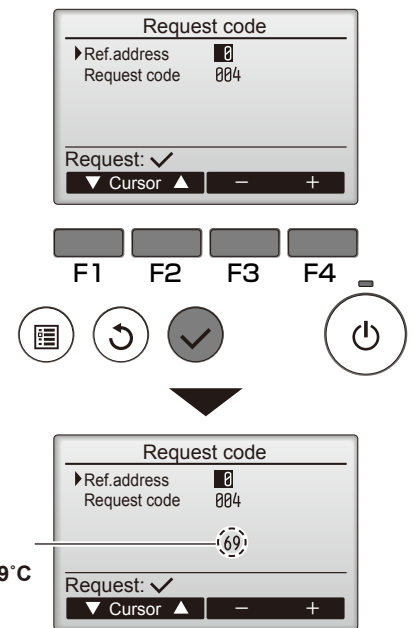 Request code
Ref.address 0
Request code 004
Request: ✓
▼ Cursor ▲ − +
F1 F2 F3 F4
Request code
Ref.address 0
Request code 004
69
9˚C
Request: ✓
▼ Cursor ▲ − +